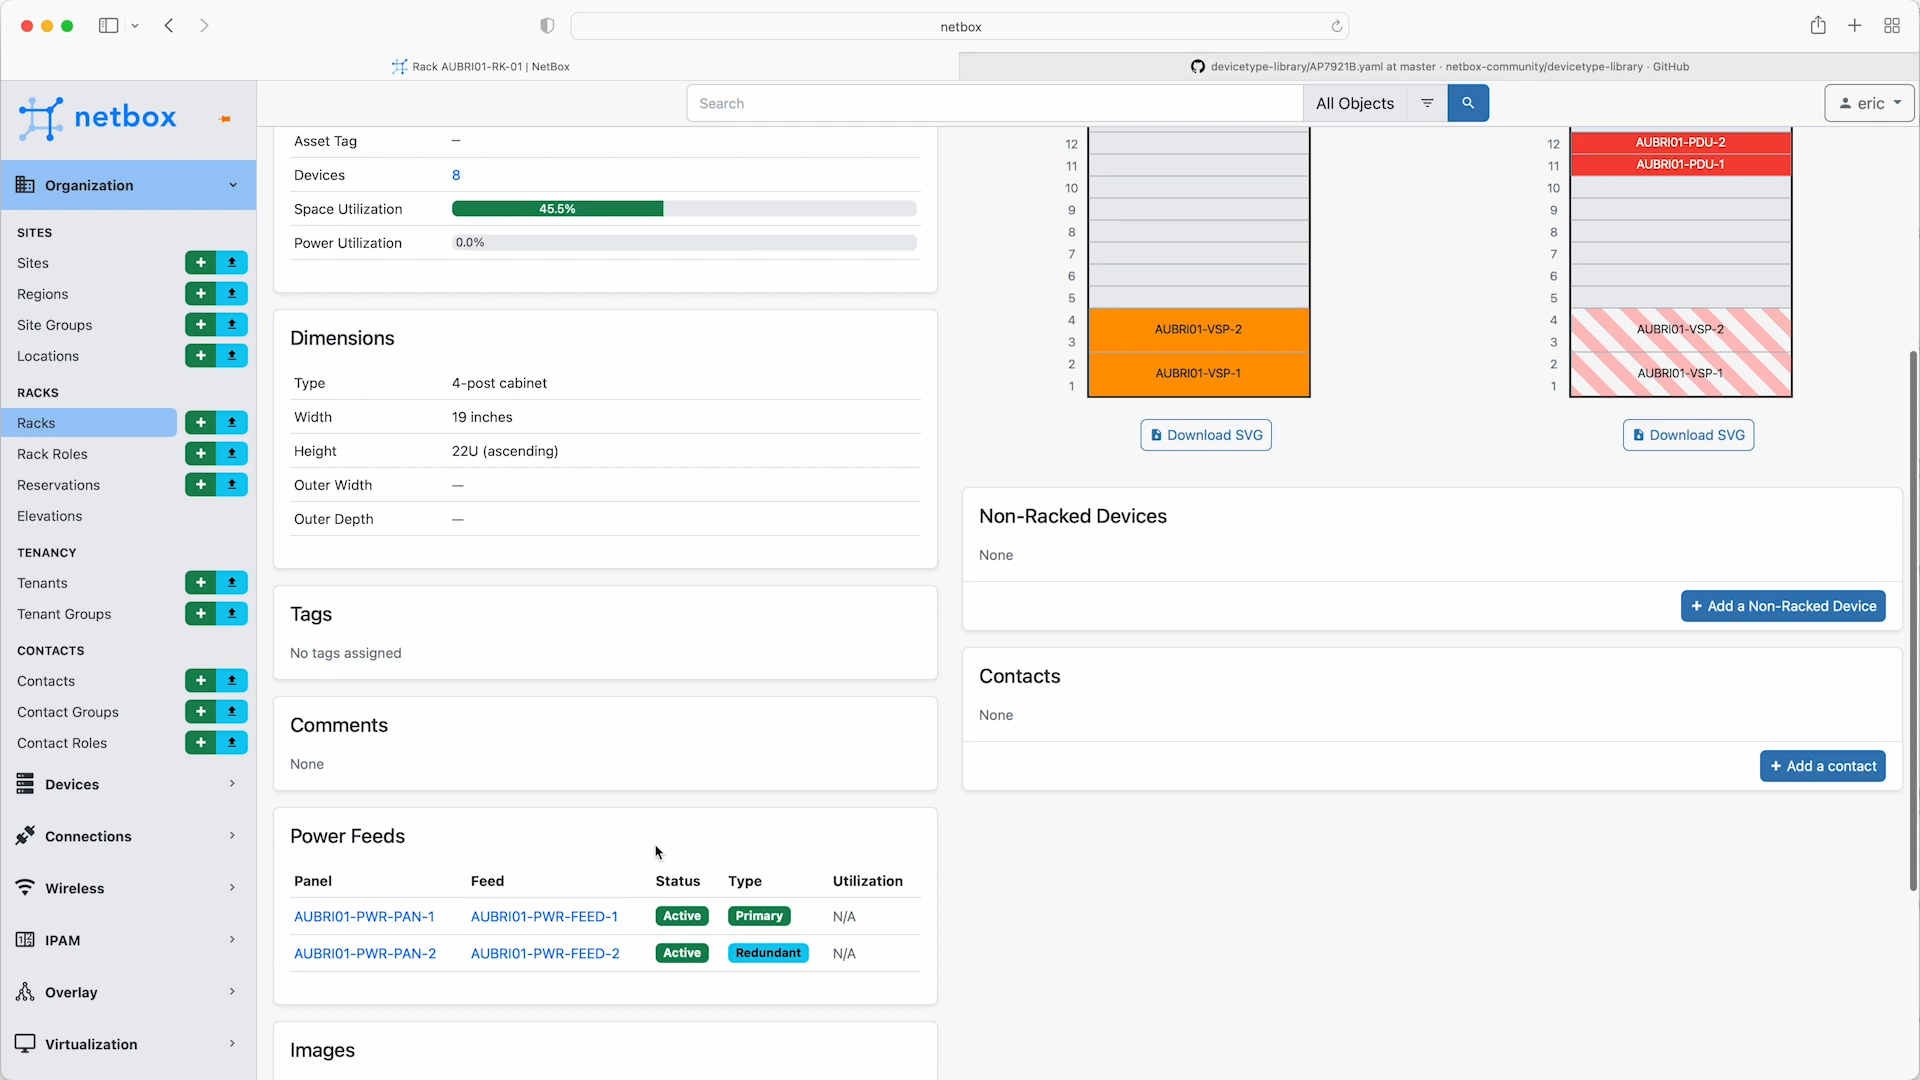 netbox
Rack AUBRI01-RK-01 | NetBox
devicetype-library/AP7921B.yaml at master · netbox-community/devicetype-library · GitHub
netbox
Search
All Objects
eric
Organization
SITES
Sites
Regions
Site Groups
Locations
RACKS
Racks
Rack Roles
Reservations
Elevations
TENANCY
Tenants
Tenant Groups
CONTACTS
Contacts
Contact Groups
Contact Roles
Devices
Connections
Wireless
IPAM
Overlay
Virtualization
Asset Tag —
Devices 8
Space Utilization 45.5%
Power Utilization 0.0%
Dimensions
Type 4-post cabinet
Width 19 inches
Height 22U (ascending)
Outer Width —
Outer Depth —
Tags
No tags assigned
Comments
None
Power Feeds
Panel Feed Status Type Utilization
AUBRI01-PWR-PAN-1 AUBRI01-PWR-FEED-1 Active Primary N/A
AUBRI01-PWR-PAN-2 AUBRI01-PWR-FEED-2 Active Redundant N/A
Images
12
11
10
9
8
7
6
5
4
3
2
1
AUBRI01-VSP-2
AUBRI01-VSP-1
Download SVG
12
11
10
9
8
7
6
5
4
3
2
1
AUBRI01-PDU-2
AUBRI01-PDU-1
AUBRI01-VSP-2
AUBRI01-VSP-1
Download SVG
Non-Racked Devices
None
+ Add a Non-Racked Device
Contacts
None
+ Add a contact